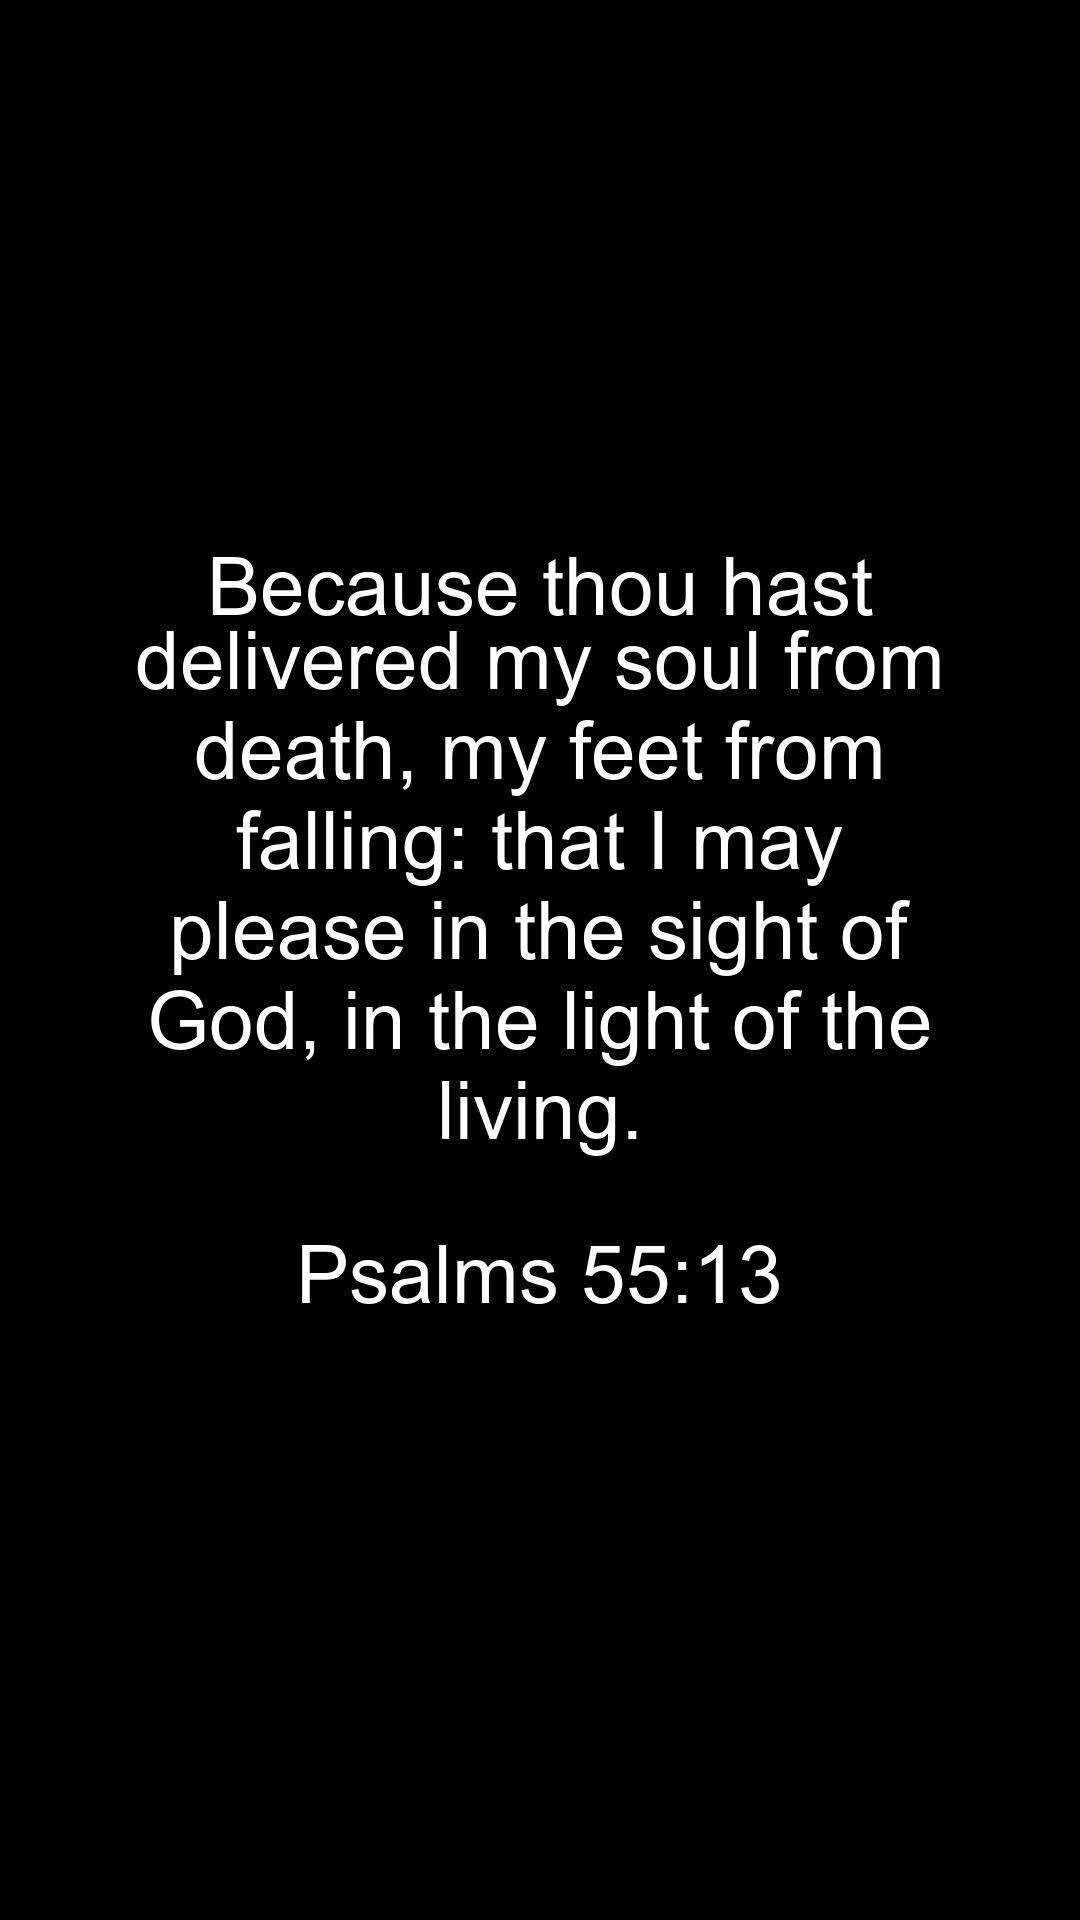 Because thou hast
delivered my soul from
death, my feet from
falling: that I may
please in the sight of
God, in the light of the
living.
Psalms 55:13